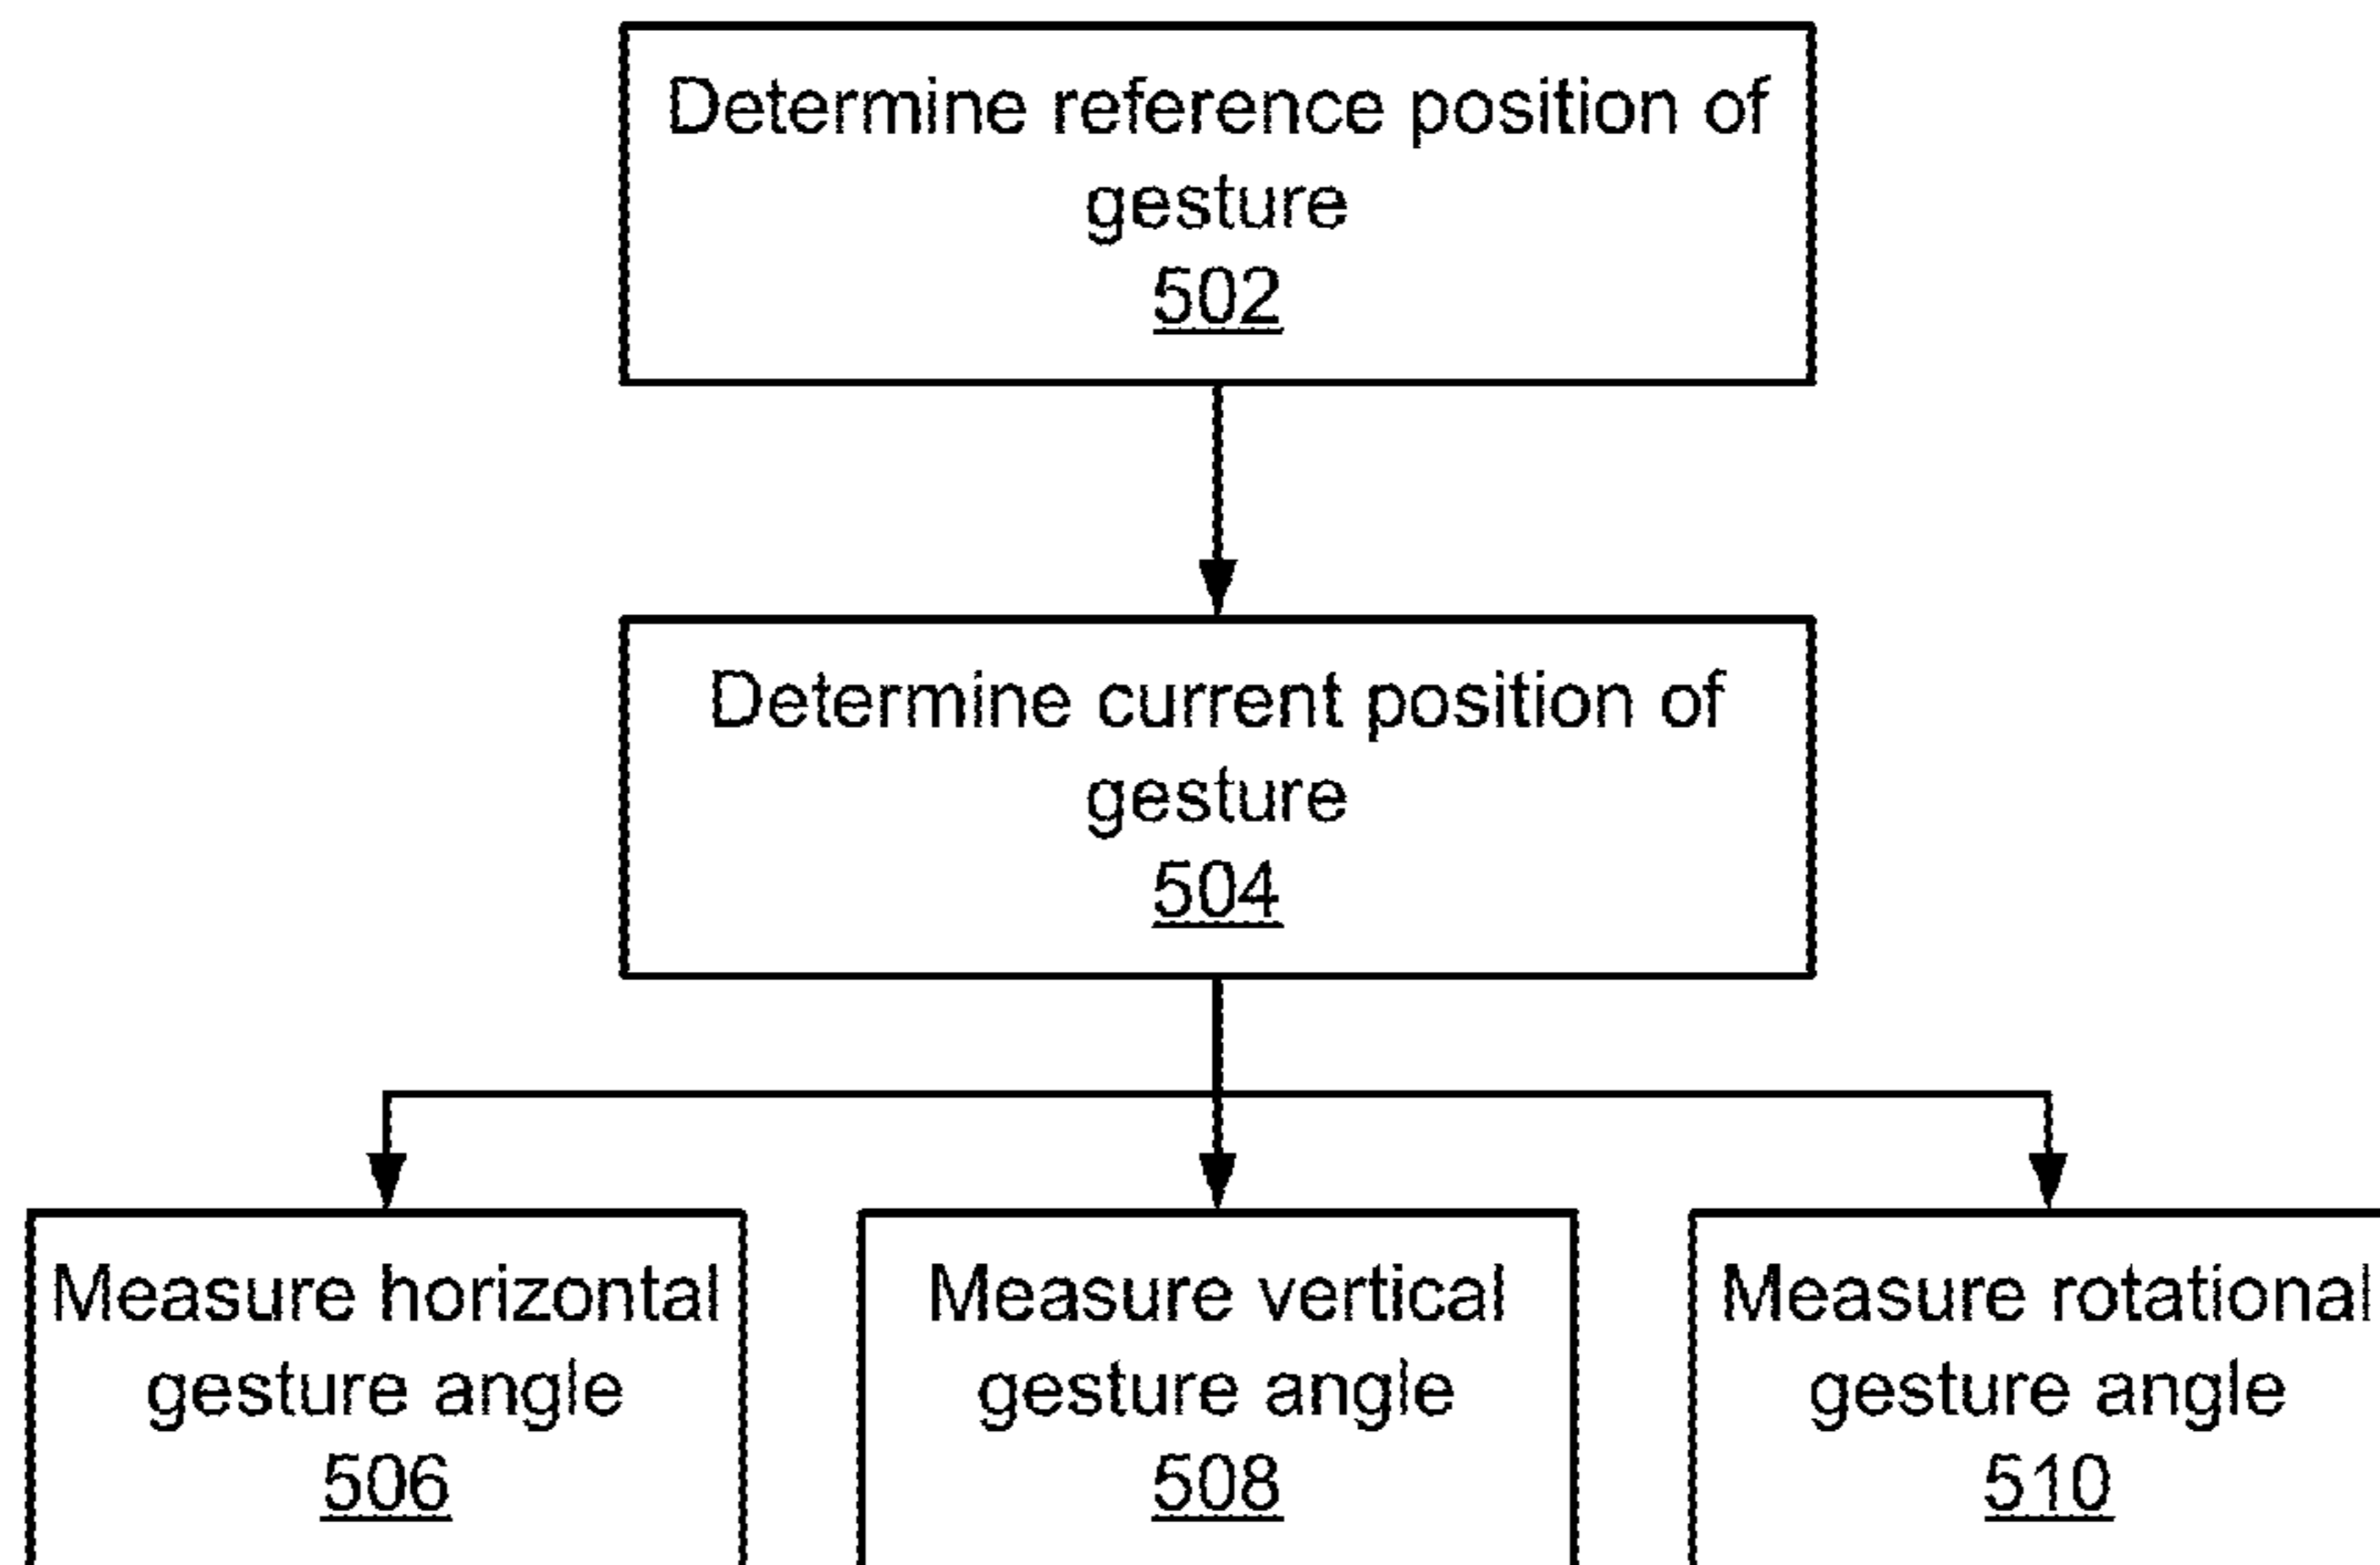 Determine reference position of
gesture
502
Determine current position of
gesture
504
Measure horizontal
gesture angle
506
Measure vertical
gesture angle
508
Measure rotational
gesture angle
510